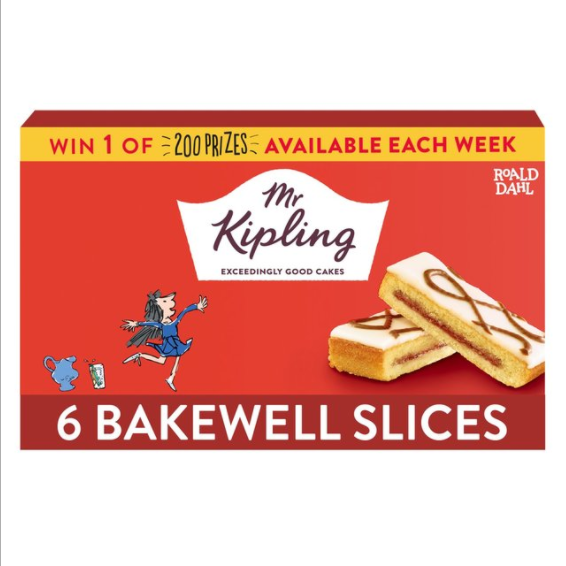 WIN 1 OF 200 PRIZES AVAILABLE EACH WEEK
ROALD
DAHL
Mr
Kipling
EXCEEDINGLY GOOD CAKES
6 BAKEWELL SLICES